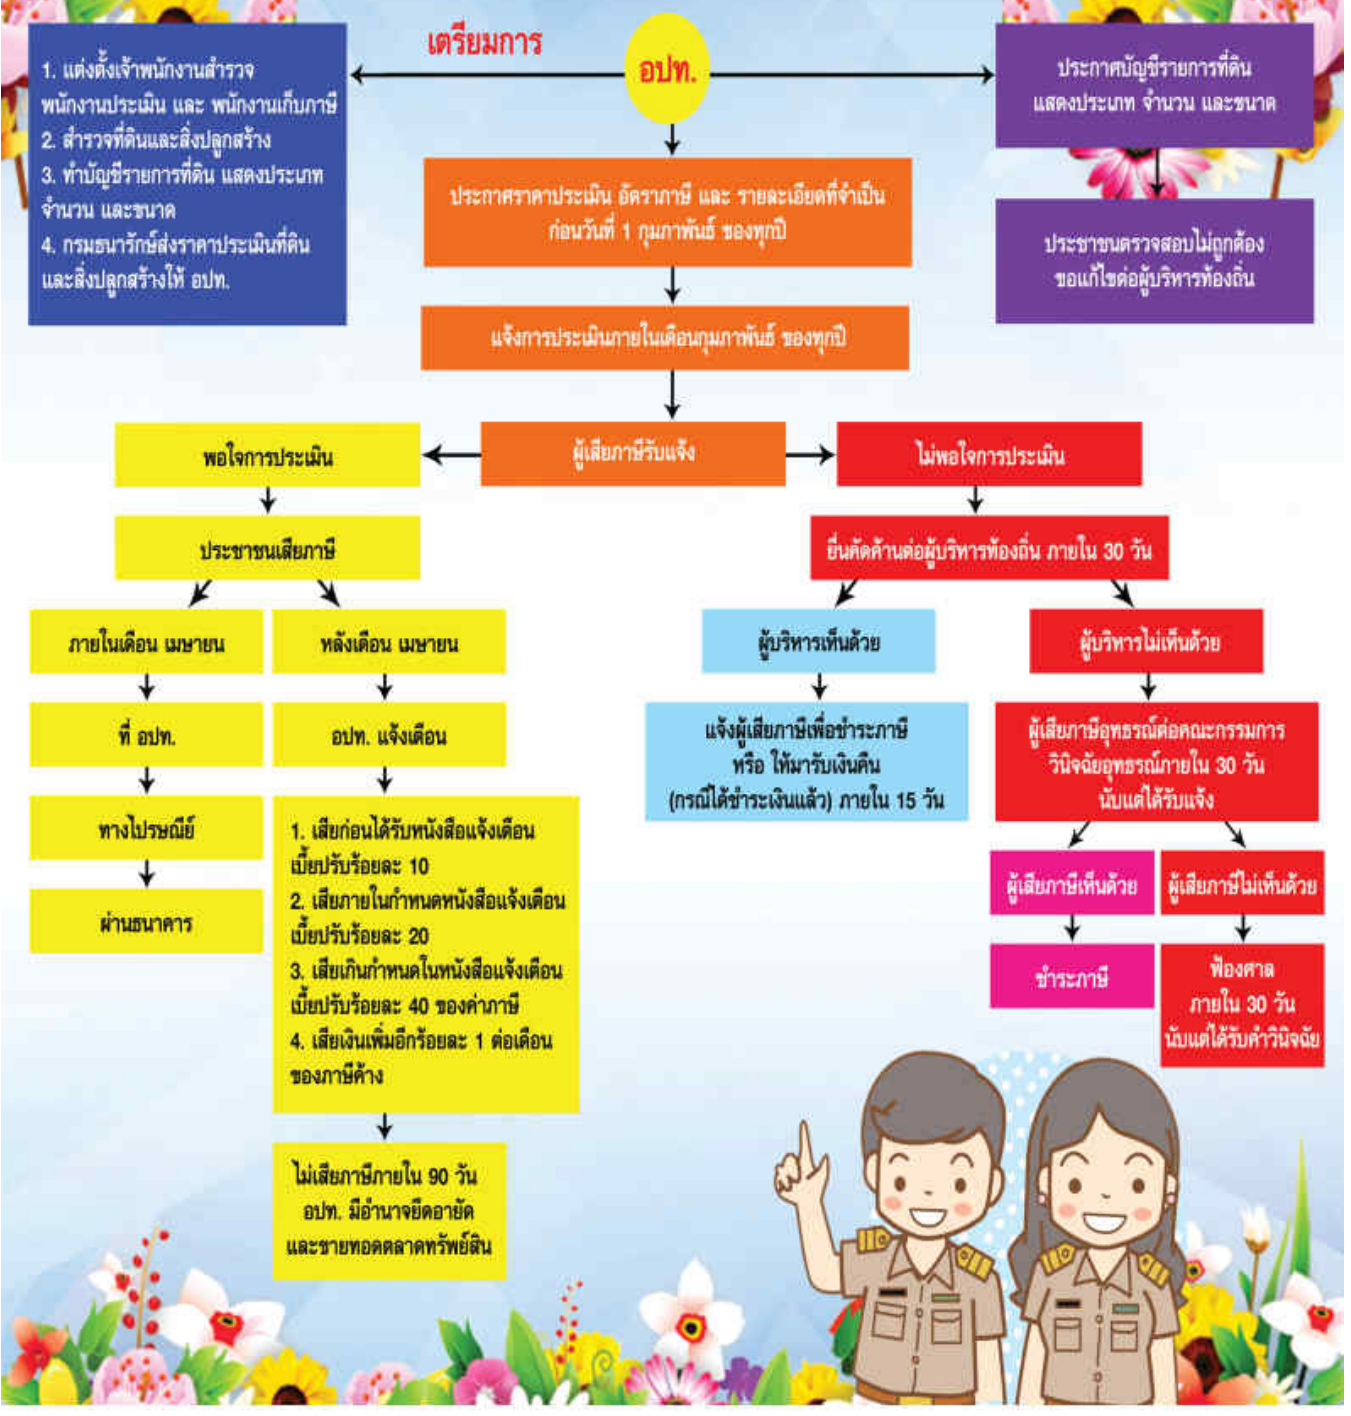 เตรียมการ
อปท.
1. แต่งตั้งเจ้าพนักงานสำรวจ
พนักงานประเมิน และ พนักงานเก็บภาษี
2. สำรวจที่ดินและสิ่งปลูกสร้าง
3. ทำบัญชีรายการที่ดิน แสดงประเภท
จำนวน และขนาด
4. กรมธนารักษ์ส่งราคาประเมินที่ดิน
และสิ่งปลูกสร้างให้ อปท.
ประกาศบัญชีรายการที่ดิน
แสดงประเภท จำนวน และขนาด
ประชาชนตรวจสอบไม่ถูกต้อง
ขอแก้ไขต่อผู้บริหารท้องถิ่น
ประกาศราคาประเมิน อัตราภาษี และ รายละเอียดที่จำเป็น
ก่อนวันที่ 1 กุมภาพันธ์ ของทุกปี
แจ้งการประเมินภายในเดือนกุมภาพันธ์ ของทุกปี
ผู้เสียภาษีรับแจ้ง
พอใจการประเมิน
ประชาชนเสียภาษี
ภายในเดือน เมษายน
ที่ อปท.
ทางไปรษณีย์
ผ่านธนาคาร
หลังเดือน เมษายน
อปท. แจ้งเตือน
1. เสียก่อนได้รับหนังสือแจ้งเตือน
เบี้ยปรับร้อยละ 10
2. เสียภายในกำหนดหนังสือแจ้งเตือน
เบี้ยปรับร้อยละ 20
3. เสียเกินกำหนดในหนังสือแจ้งเตือน
เบี้ยปรับร้อยละ 40 ของค่าภาษี
4. เสียเงินเพิ่มอีกร้อยละ 1 ต่อเดือน
ของภาษีค้าง
ไม่เสียภาษีภายใน 90 วัน
อปท. มีอำนาจยึดอายัด
และขายทอดตลาดทรัพย์สิน
ไม่พอใจการประเมิน
ยื่นคัดค้านต่อผู้บริหารท้องถิ่น ภายใน 30 วัน
ผู้บริหารเห็นด้วย
แจ้งผู้เสียภาษีเพื่อชำระภาษี
หรือ ให้มารับเงินคืน
(กรณีได้ชำระเงินแล้ว) ภายใน 15 วัน
ผู้บริหารไม่เห็นด้วย
ผู้เสียภาษีอุทธรณ์ต่อคณะกรรมการ
วินิจฉัยอุทธรณ์ภายใน 30 วัน
นับแต่ได้รับแจ้ง
ผู้เสียภาษีเห็นด้วย
ชำระภาษี
ผู้เสียภาษีไม่เห็นด้วย
ฟ้องศาล
ภายใน 30 วัน
นับแต่ได้รับคำวินิจฉัย